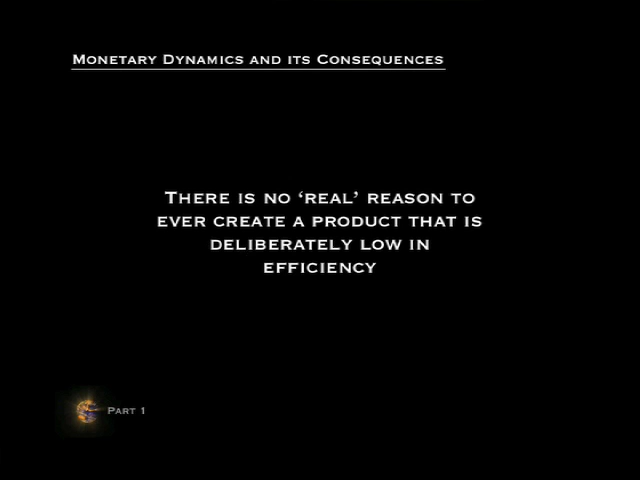 Monetary Dynamics and its Consequences
There is no ‘real’ reason to
ever create a product that is
deliberately low in
efficiency
Part 1